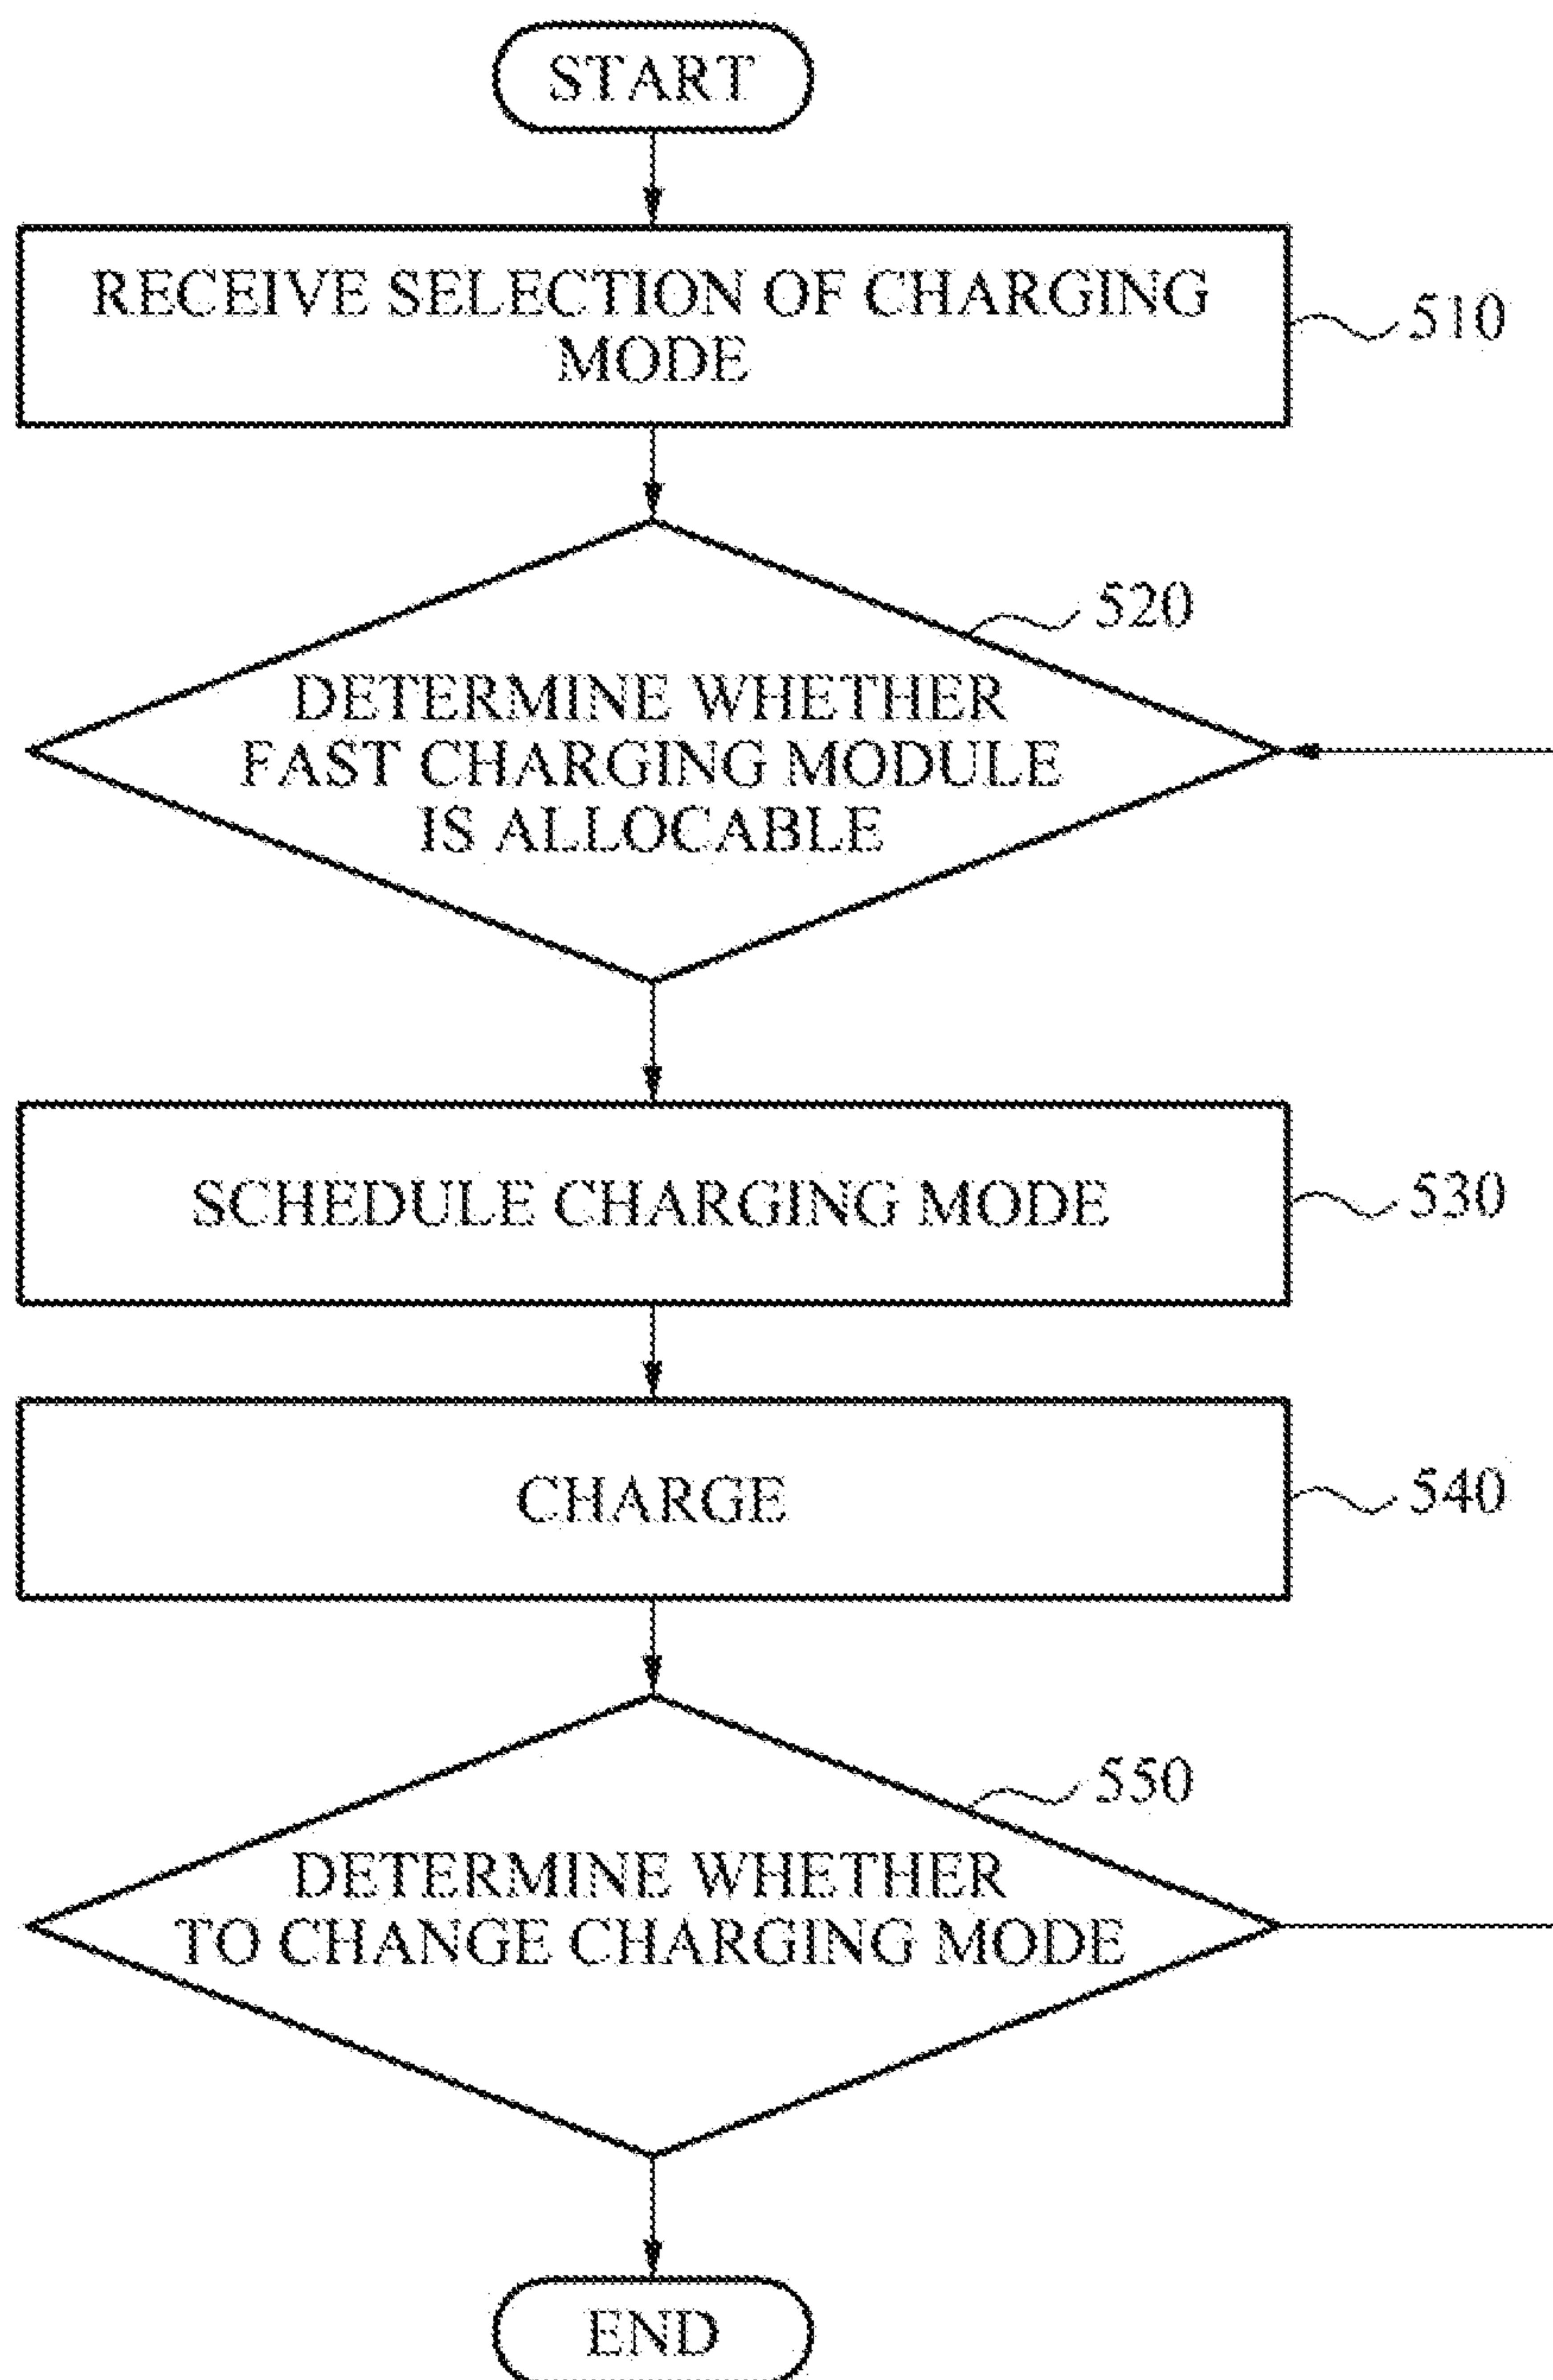 START
RECEIVE SELECTION OF CHARGING
MODE
510
520
DETERMINE WHETHER
FAST CHARGING MODULE
IS ALLOCABLE
SCHEDULE CHARGING MODE
530
CHARGE
540
550
DETERMINE WHETHER
TO CHANGE CHARGING MODE
END